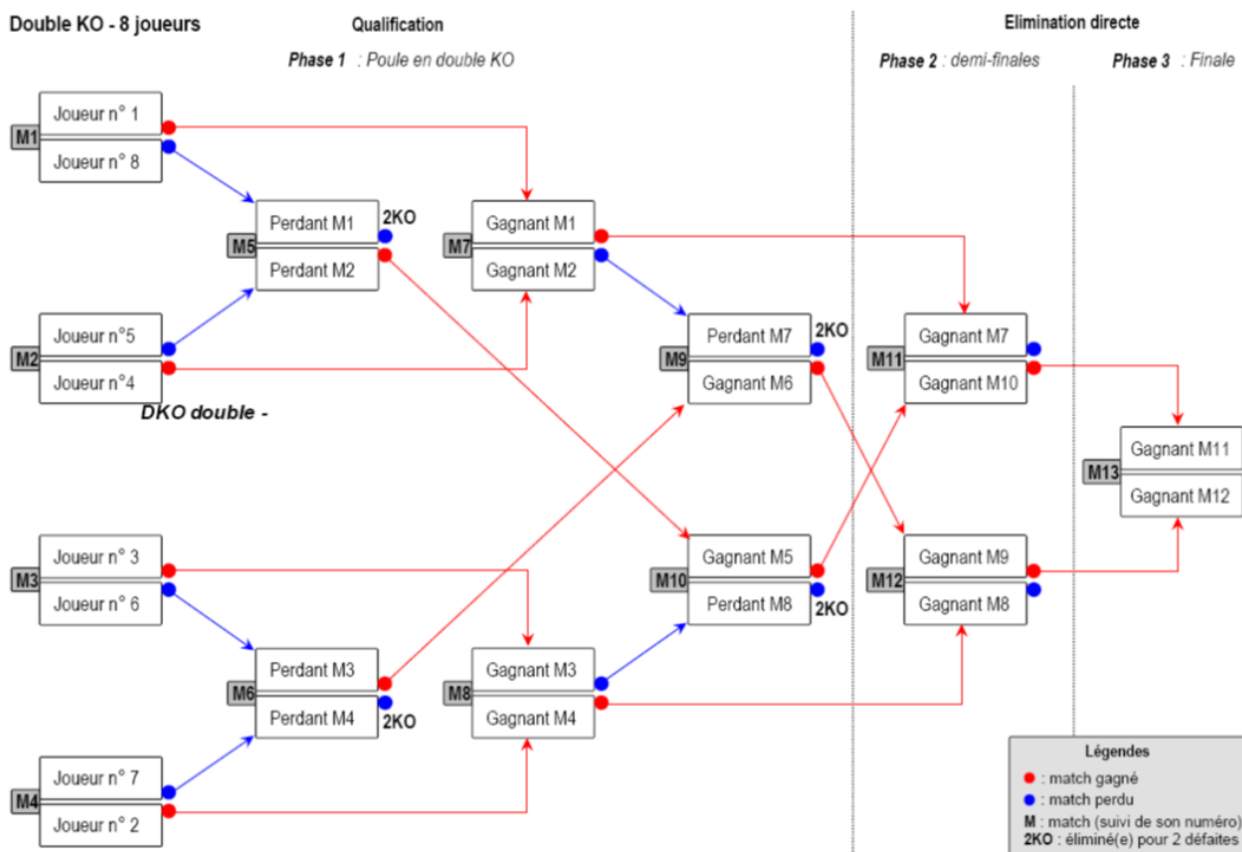 Double KO - 8 joueurs
Qualification
Elimination directe
Phase 1 : Poule en double KO
Phase 2 : demi-finales
Phase 3 : Finale
M1
Joueur n° 1
Joueur n° 8
M5
Perdant M1
Perdant M2
2KO
M7
Gagnant M1
Gagnant M2
M2
Joueur n°5
Joueur n°4
DKO double -
M9
Perdant M7
Gagnant M6
2KO
M11
Gagnant M7
Gagnant M10
M13
Gagnant M11
Gagnant M12
M3
Joueur n° 3
Joueur n° 6
M10
Gagnant M5
Perdant M8
2KO
M12
Gagnant M9
Gagnant M8
M6
Perdant M3
Perdant M4
2KO
M8
Gagnant M3
Gagnant M4
M4
Joueur n° 7
Joueur n° 2
Légendes
: match gagné
: match perdu
M : match (suivi de son numéro)
2KO : éliminé(e) pour 2 défaites